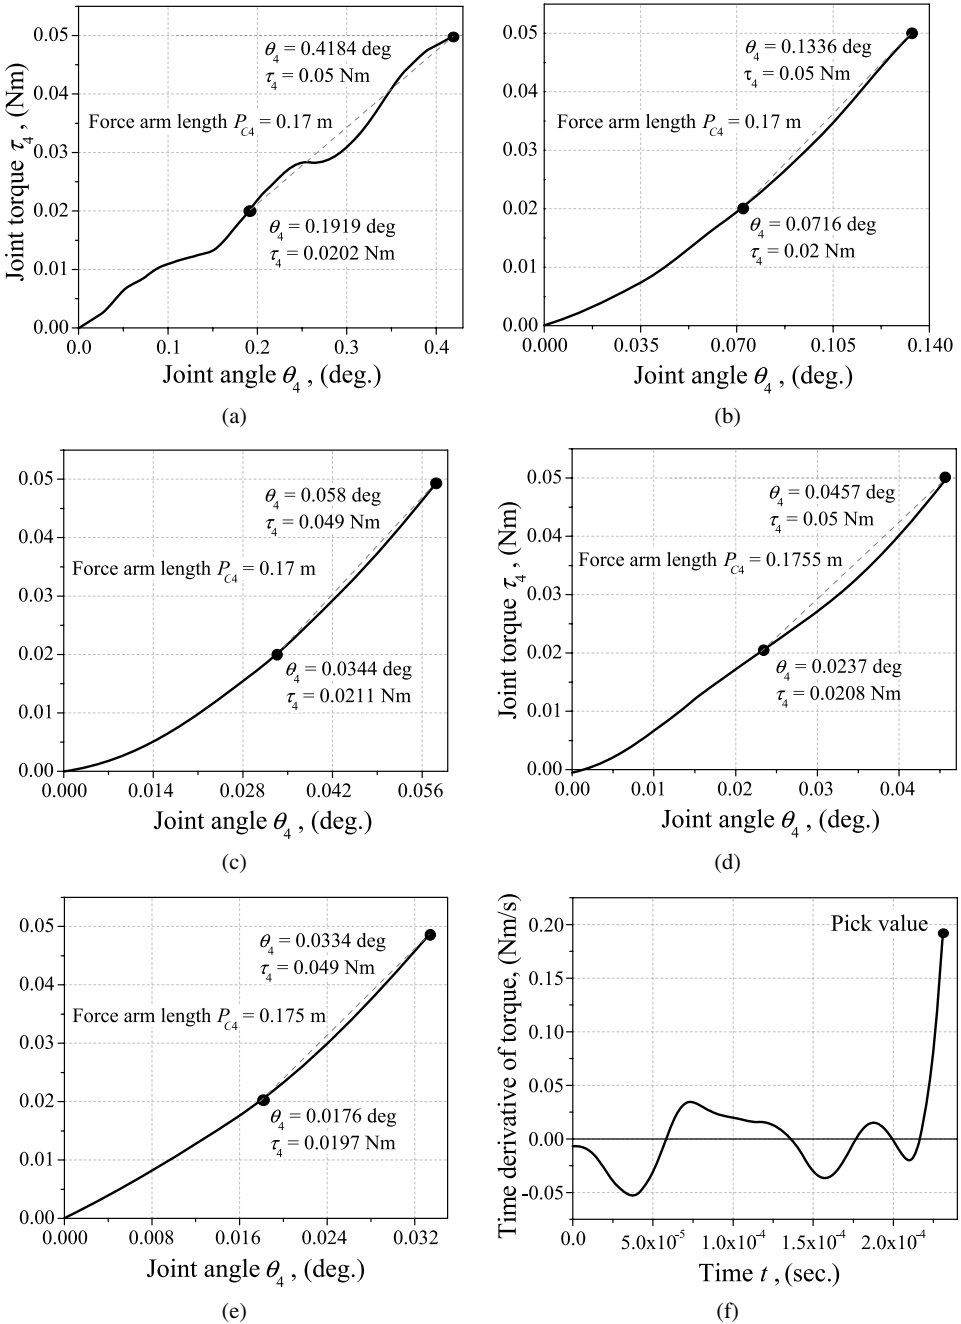 0.05
0.04
0.03
0.02
0.01
0.00
Joint torque τ4, (Nm)
θ4 = 0.4184 deg
τ4 = 0.05 Nm
Force arm length PC4 = 0.17 m
θ4 = 0.1919 deg
τ4 = 0.0202 Nm
0.0 0.1 0.2 0.3 0.4
Joint angle θ4 , (deg.)
(a)
0.05
0.04
0.03
0.02
0.01
0.00
θ4 = 0.1336 deg
τ4 = 0.05 Nm
Force arm length PC4 = 0.17 m
θ4 = 0.0716 deg
τ4 = 0.02 Nm
0.000 0.035 0.070 0.105 0.140
Joint angle θ4 , (deg.)
(b)
0.05
0.04
0.03
0.02
0.01
0.00
θ4 = 0.058 deg
τ4 = 0.049 Nm
Force arm length PC4 = 0.17 m
θ4 = 0.0344 deg
τ4 = 0.0211 Nm
0.000 0.014 0.028 0.042 0.056
Joint angle θ4 , (deg.)
(c)
0.05
0.04
0.03
0.02
0.01
0.00
Joint torque τ4, (Nm)
θ4 = 0.0457 deg
τ4 = 0.05 Nm
Force arm length PC4 = 0.1755 m
θ4 = 0.0237 deg
τ4 = 0.0208 Nm
0.00 0.01 0.02 0.03 0.04
Joint angle θ4 , (deg.)
(d)
0.05
0.04
0.03
0.02
0.01
0.00
θ4 = 0.0334 deg
τ4 = 0.049 Nm
Force arm length PC4 = 0.175 m
θ4 = 0.0176 deg
τ4 = 0.0197 Nm
0.000 0.008 0.016 0.024 0.032
Joint angle θ4 , (deg.)
(e)
0.20
0.15
0.10
0.05
0.00
-0.05
Time derivative of torque, (Nm/s)
Pick value
0.0 5.0x10-5 1.0x10-4 1.5x10-4 2.0x10-4
Time t , (sec.)
(f)